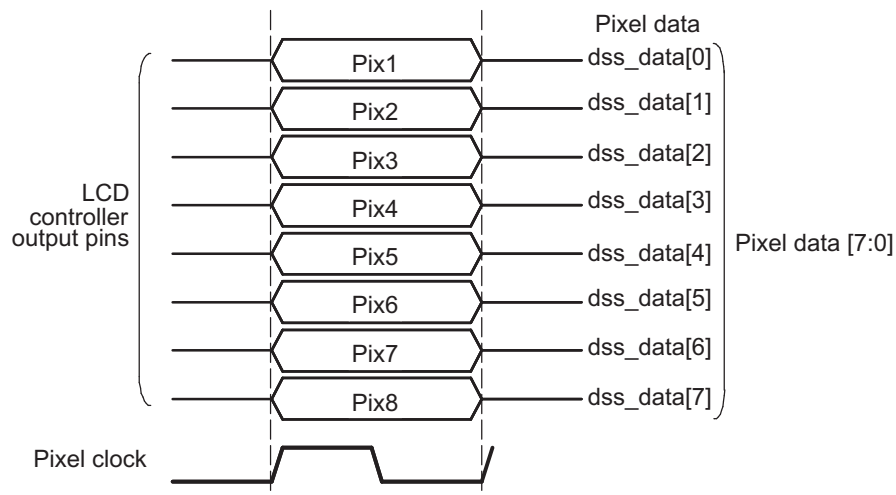 Pixel data
Pix1 dss_data[0]
Pix2 dss_data[1]
Pix3 dss_data[2]
LCD
controller
output pins
Pix4 dss_data[3]
Pix5 dss_data[4]
Pixel data [7:0]
Pix6 dss_data[5]
Pix7 dss_data[6]
Pix8 dss_data[7]
Pixel clock